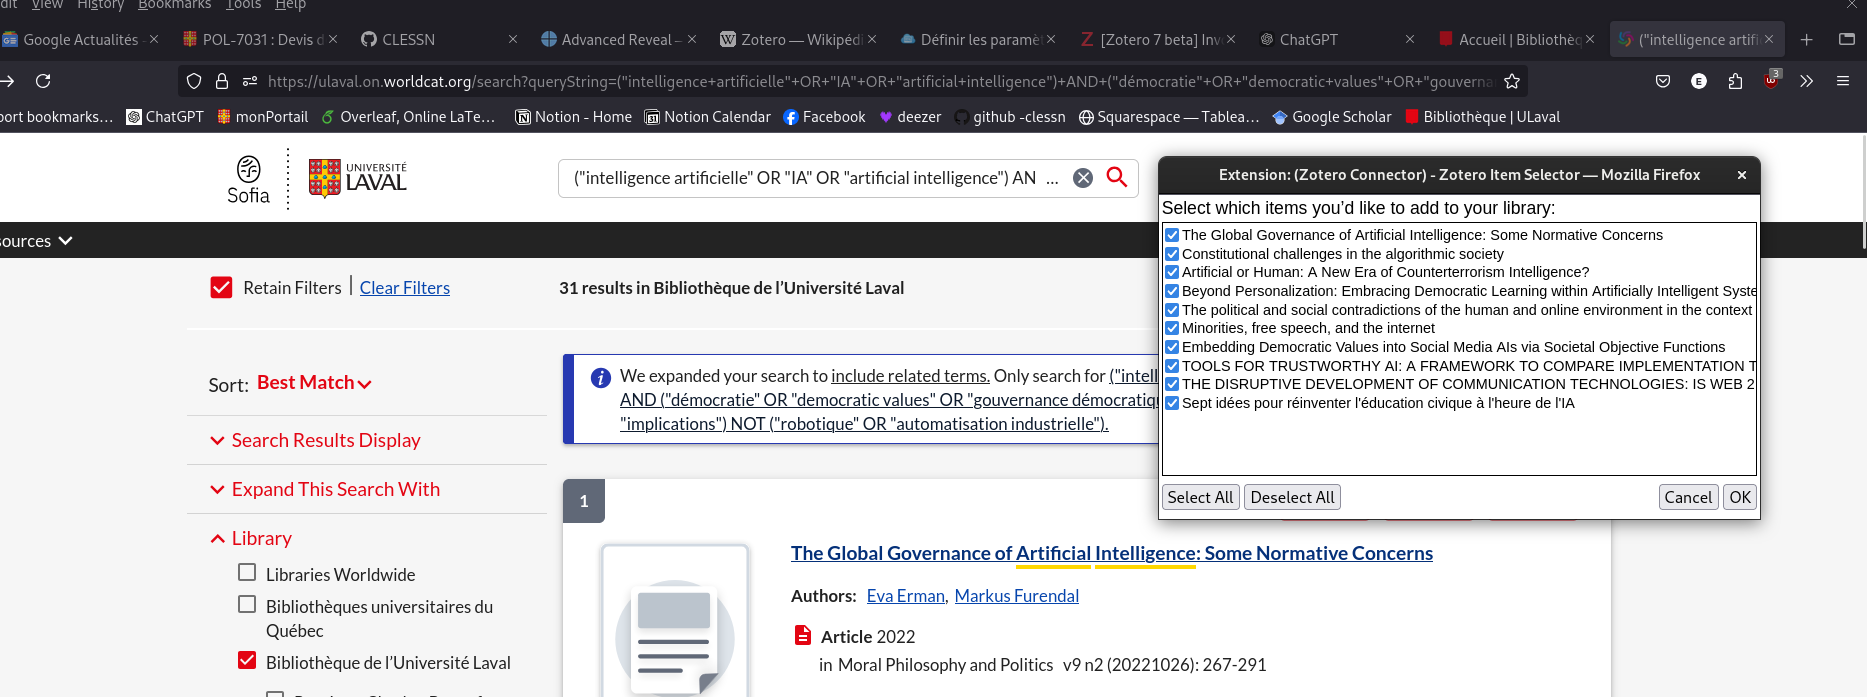 dit View History Bookmarks Tools Help
Google Actualités - POL-7031 : Devis d CLESSN Advanced Reveal – Zotero — Wikipédi Définir les paramèt [Zotero 7 beta] Inv ChatGPT Accueil | Bibliothèq ("intelligence artifi
https://ulaval.on.worldcat.org/search?queryString=("intelligence+artificielle"+OR+"IA"+OR+"artificial+intelligence")+AND+("démocratie"+OR+"democratic+values"+OR+"gouverna E 3
port bookmarks... ChatGPT monPortail Overleaf, Online LaTe... Notion - Home Notion Calendar Facebook deezer github -clessn Squarespace — Tablea... Google Scholar Bibliothèque | ULaval
Sofia UNIVERSITÉ LAVAL
("intelligence artificielle" OR "IA" OR "artificial intelligence") AN ...
ources
Retain Filters | Clear Filters
31 results in Bibliothèque de l'Université Laval
Sort: Best Match
Search Results Display
Expand This Search With
Library
Libraries Worldwide
Bibliothèques universitaires du
Québec
Bibliothèque de l'Université Laval
We expanded your search to include related terms. Only search for ("intell
AND ("démocratie" OR "democratic values" OR "gouvernance démocratiq
"implications") NOT ("robotique" OR "automatisation industrielle").
1
The Global Governance of Artificial Intelligence: Some Normative Concerns
Authors: Eva Erman, Markus Furendal
Article 2022
in Moral Philosophy and Politics v9 n2 (20221026): 267-291
Extension: (Zotero Connector) - Zotero Item Selector — Mozilla Firefox
Select which items you'd like to add to your library:
The Global Governance of Artificial Intelligence: Some Normative Concerns
Constitutional challenges in the algorithmic society
Artificial or Human: A New Era of Counterterrorism Intelligence?
Beyond Personalization: Embracing Democratic Learning within Artificially Intelligent Syste
The political and social contradictions of the human and online environment in the context
Minorities, free speech, and the internet
Embedding Democratic Values into Social Media AIs via Societal Objective Functions
TOOLS FOR TRUSTWORTHY AI: A FRAMEWORK TO COMPARE IMPLEMENTATION T
THE DISRUPTIVE DEVELOPMENT OF COMMUNICATION TECHNOLOGIES: IS WEB 2
Sept idées pour réinventer l'éducation civique à l'heure de l'IA
Select All Deselect All Cancel OK